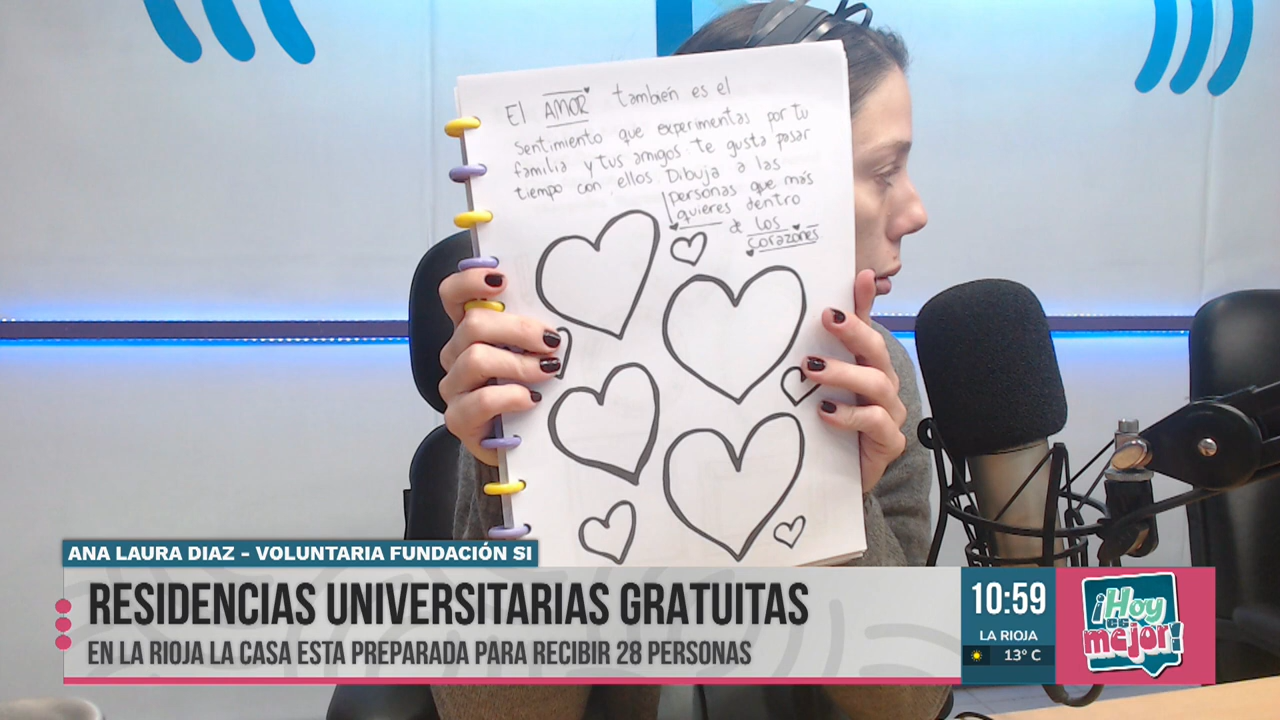 El AMOR también es el
sentimiento que experimentas por tu
familia y tus amigos: te gusta pasar
tiempo con ellos. Dibuja a las
personas que más
quieres dentro
de los
corazones.
ANA LAURA DIAZ - VOLUNTARIA FUNDACIÓN SI
RESIDENCIAS UNIVERSITARIAS GRATUITAS
EN LA RIOJA LA CASA ESTA PREPARADA PARA RECIBIR 28 PERSONAS
10:59
LA RIOJA
13° C
¡Hoy
es
mejor!